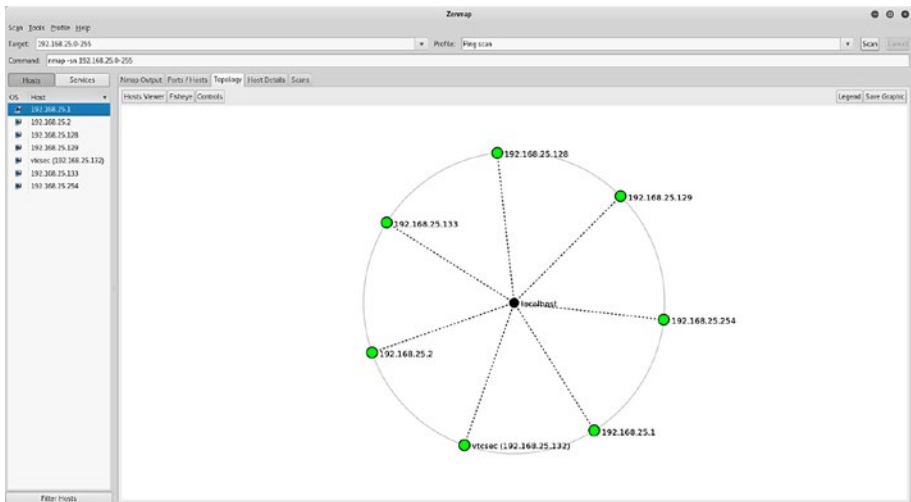 Zenmap
Scan Tools Profile Help
Target: 192.168.25.0-255 Profile: Ping scan Scan Cancel
Command: nmap -sn 192.168.25.0-255
Hosts Services
Nmap Output Ports / Hosts Topology Host Details Scans
OS Host
Hosts Viewer Fisheye Controls Legend Save Graphic
192.168.25.1
192.168.25.2
192.168.25.128
192.168.25.129
vtcsec (192.168.25.132)
192.168.25.133
192.168.25.254
192.168.25.128
192.168.25.129
192.168.25.133
localhost
192.168.25.254
192.168.25.2
192.168.25.1
vtcsec (192.168.25.132)
Filter Hosts